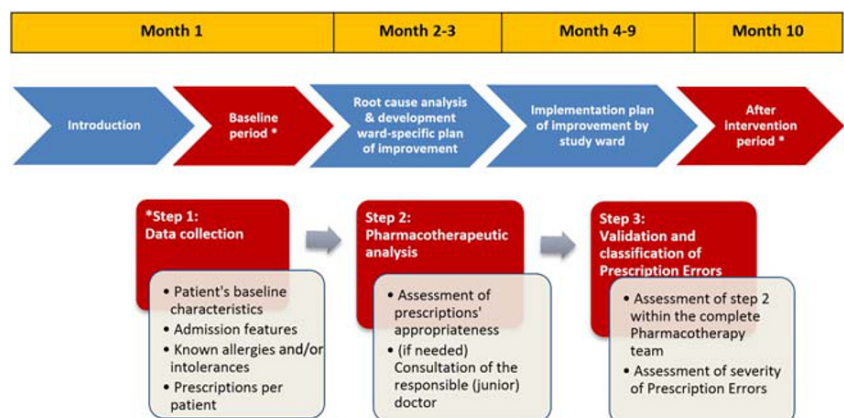 Month 1
Month 2-3
Month 4-9
Month 10
Introduction
Baseline
period *
Root cause analysis
& development
ward-specific plan
of improvement
Implementation plan
of improvement by
study ward
After
intervention
period *
*Step 1:
Data collection
• Patient's baseline
characteristics
• Admission features
• Known allergies and/or
intolerances
• Prescriptions per
patient
Step 2:
Pharmacotherapeutic
analysis
• Assessment of
prescriptions'
appropriateness
• (if needed)
Consultation of the
responsible (junior)
doctor
Step 3:
Validation and
classification of
Prescription Errors
• Assessment of step 2
within the complete
Pharmacotherapy
team
• Assessment of severity
of Prescription Errors